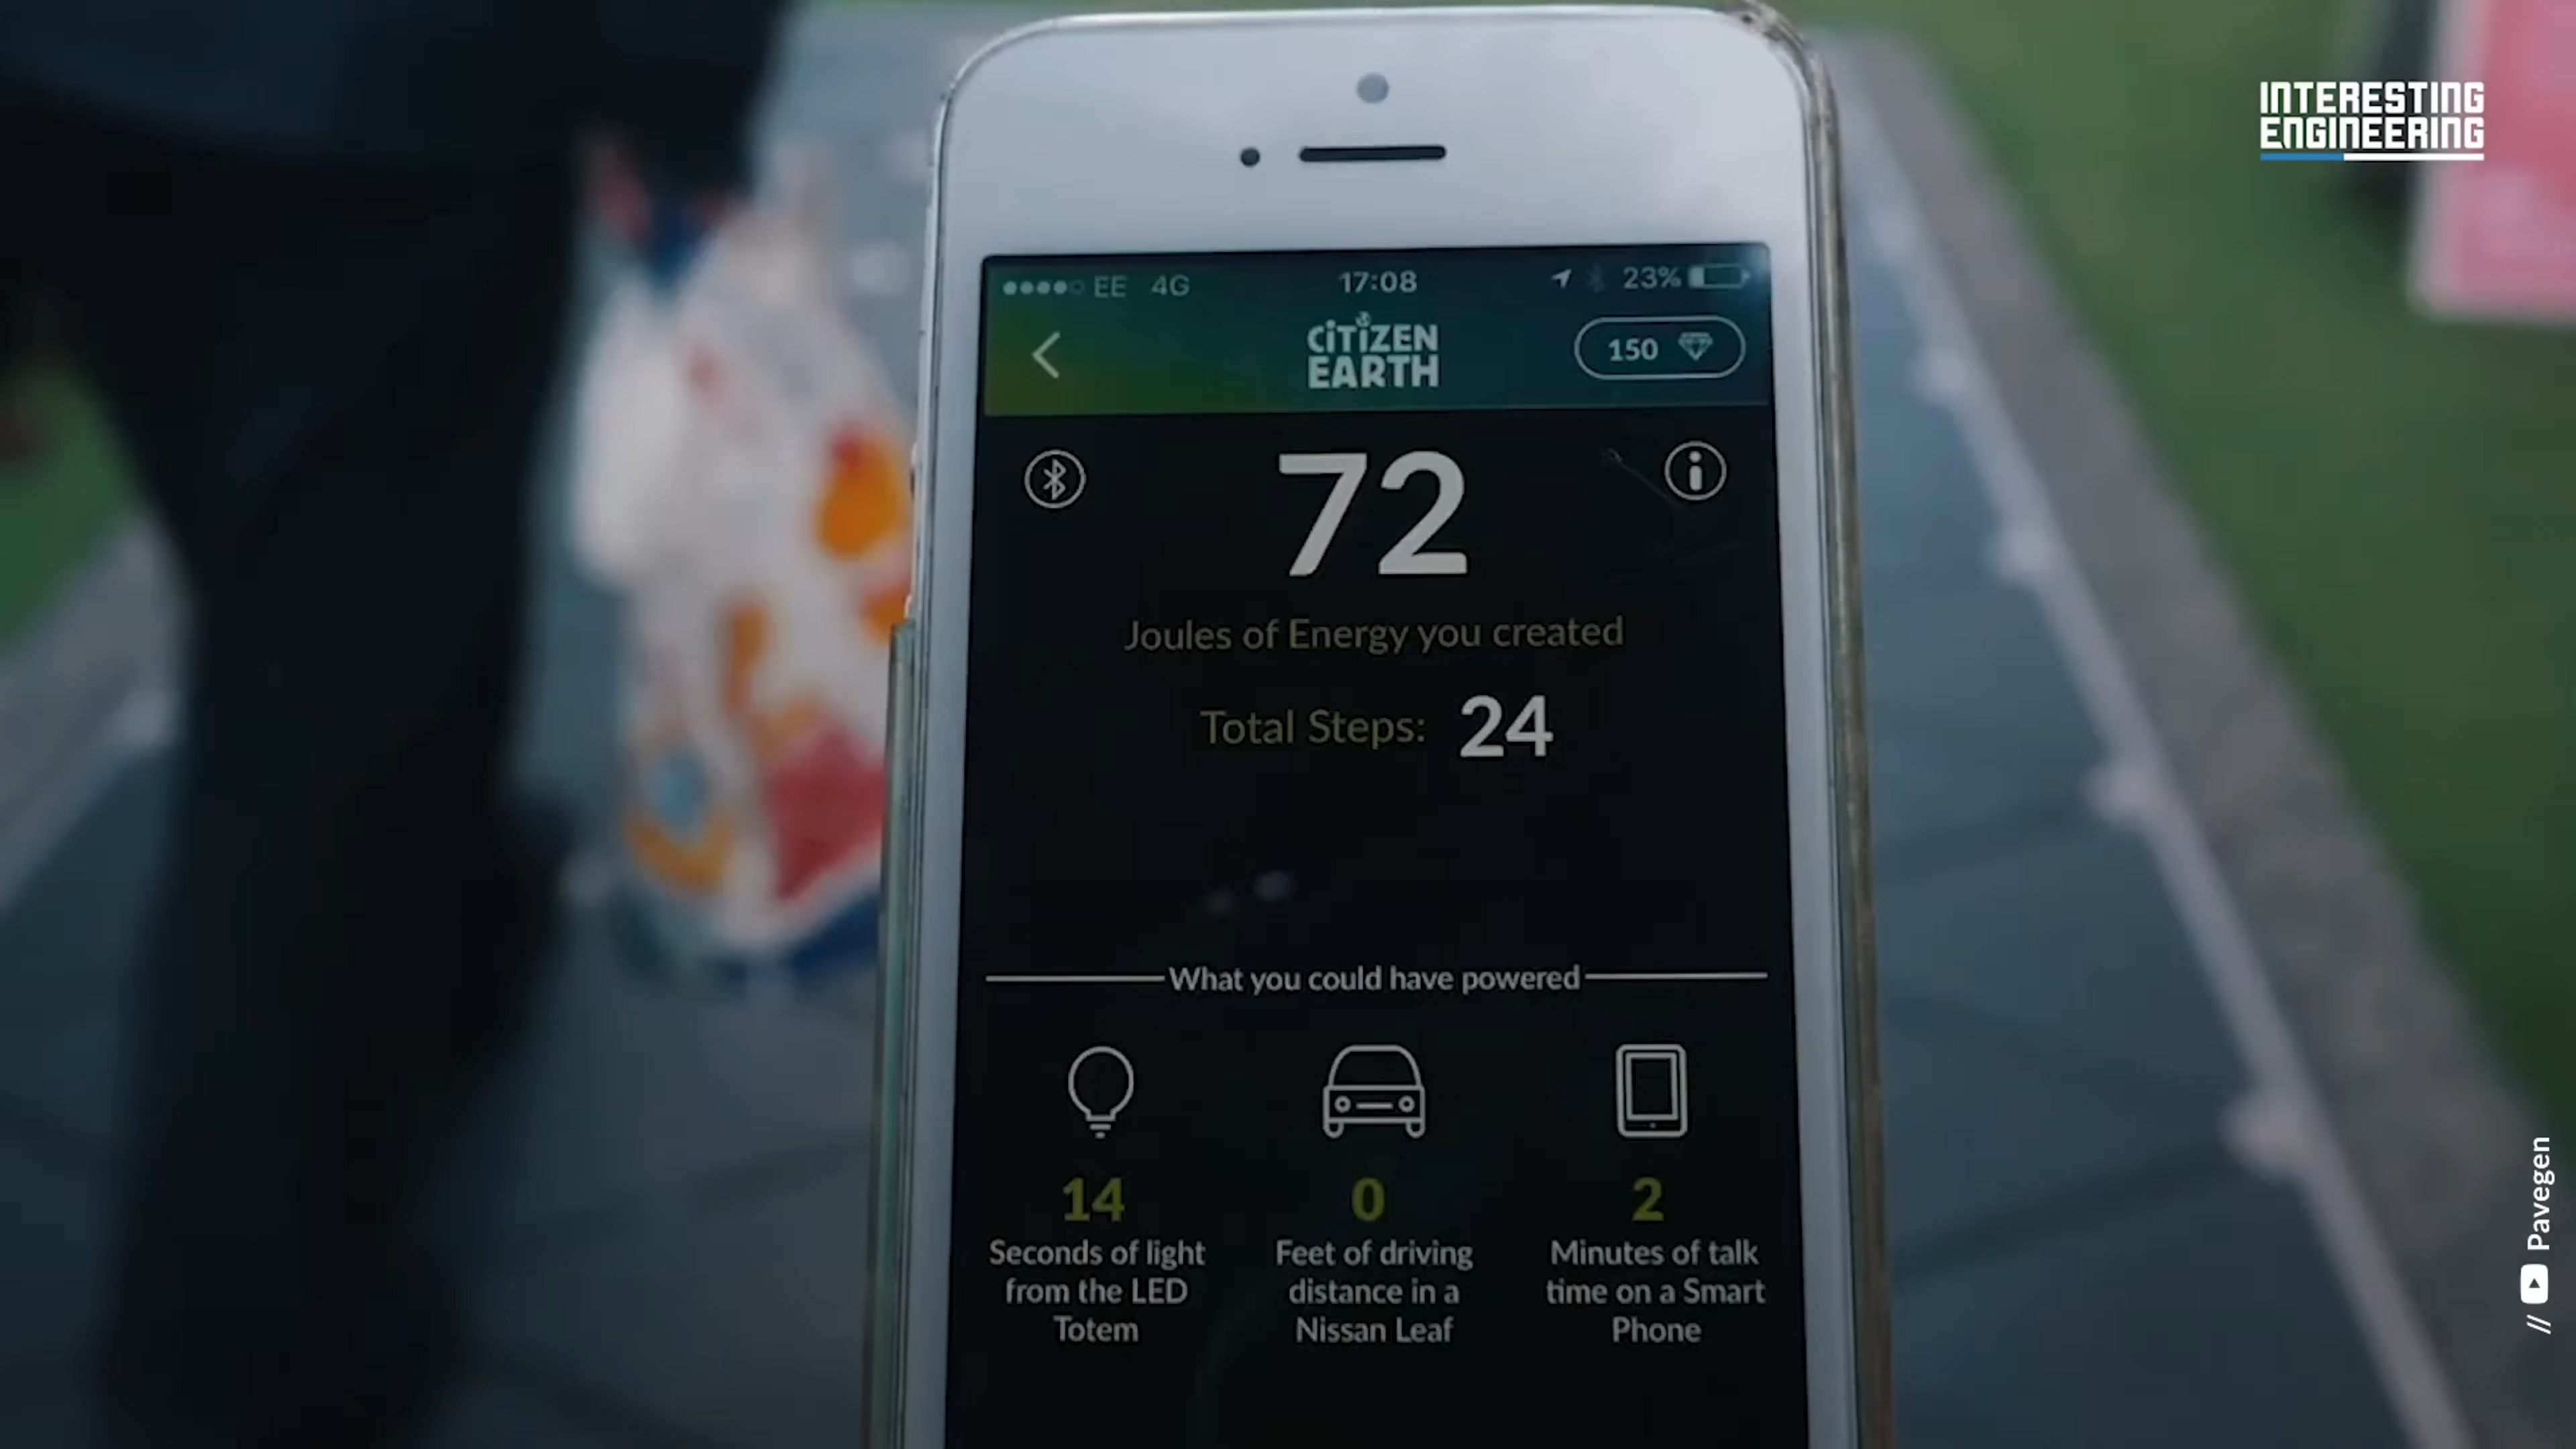 INTERESTING
ENGINEERING
EE 4G 17:08 23%
CiTiZEN
EARTH
150
72
Joules of Energy you created
Total Steps: 24
What you could have powered
14
Seconds of light
from the LED
Totem
0
Feet of driving
distance in a
Nissan Leaf
2
Minutes of talk
time on a Smart
Phone
// Pavegen